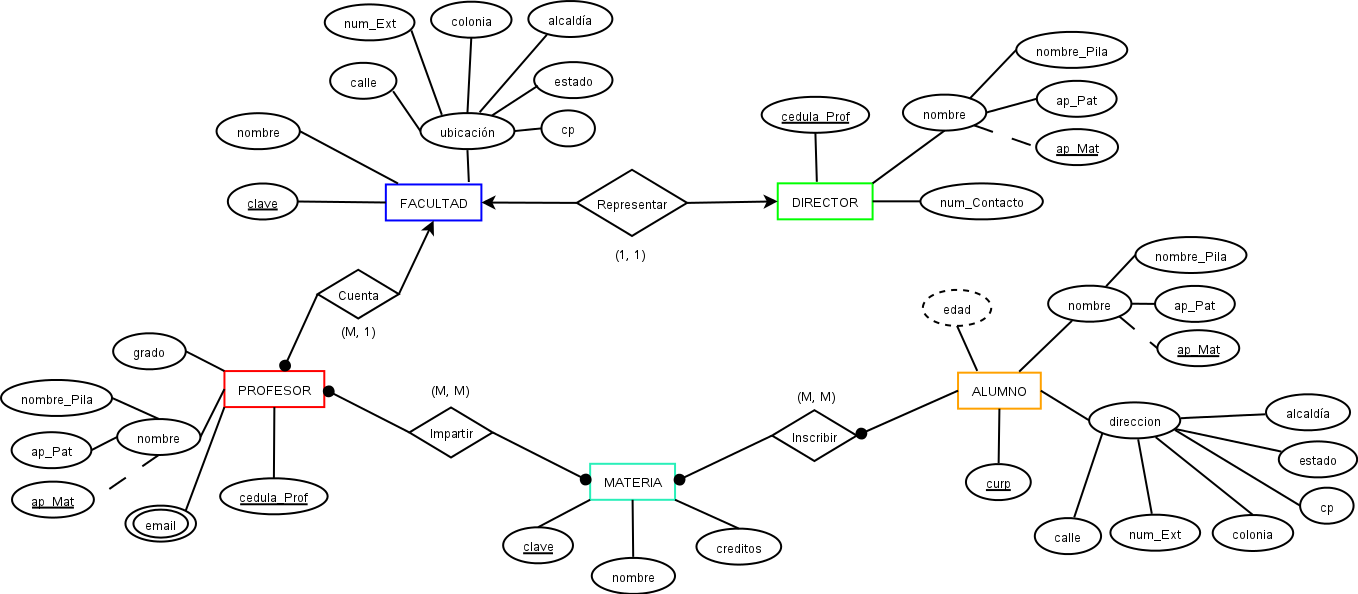 num_Ext
colonia
alcaldía
calle
estado
nombre
ubicación
cp
clave
FACULTAD
Representar
(1, 1)
cedula_Prof
nombre
nombre_Pila
ap_Pat
ap_Mat
DIRECTOR
num_Contacto
Cuenta
(M, 1)
grado
PROFESOR
nombre_Pila
nombre
ap_Pat
ap_Mat
email
cedula_Prof
(M, M)
Impartir
MATERIA
clave
nombre
creditos
(M, M)
Inscribir
edad
nombre_Pila
nombre
ap_Pat
ap_Mat
ALUMNO
curp
direccion
alcaldía
estado
cp
calle
num_Ext
colonia